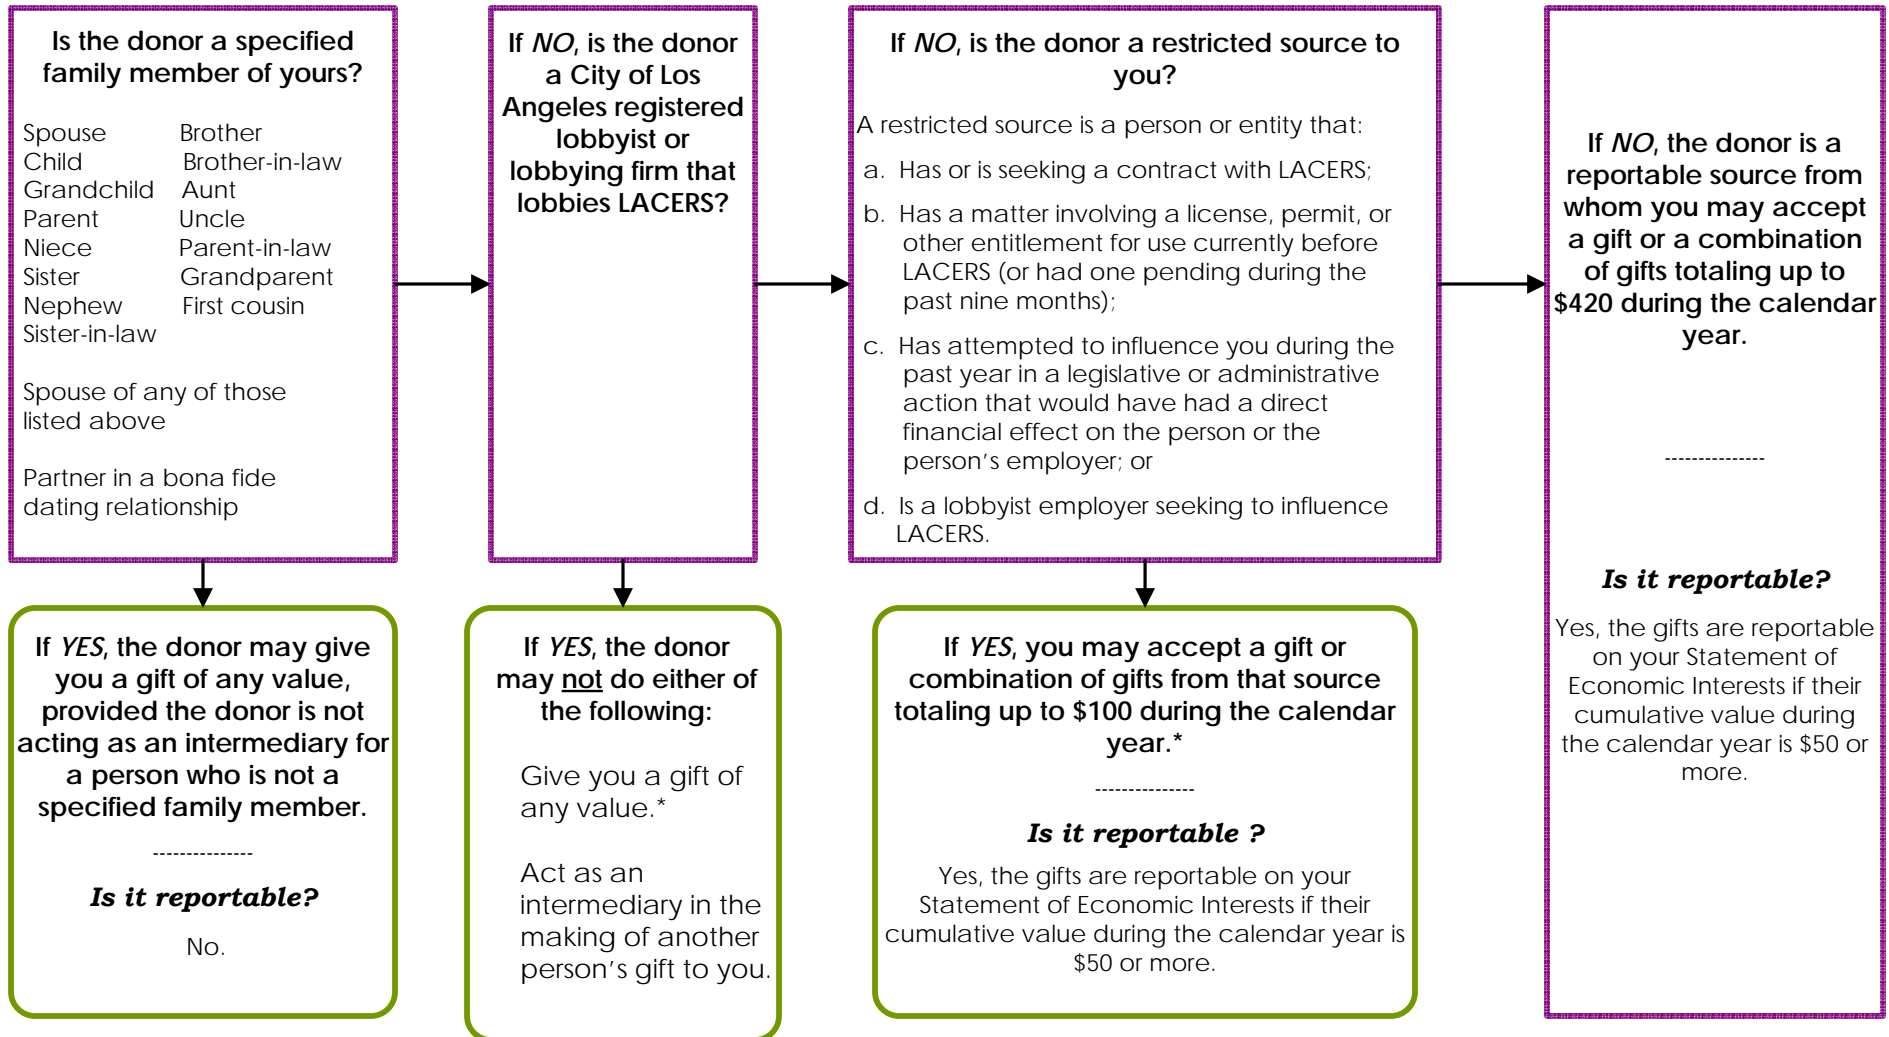 Is the donor a specified
family member of yours?
Spouse Brother
Child Brother-in-law
Grandchild Aunt
Parent Uncle
Niece Parent-in-law
Sister Grandparent
Nephew First cousin
Sister-in-law
Spouse of any of those
listed above
Partner in a bona fide
dating relationship
If YES, the donor may give
you a gift of any value,
provided the donor is not
acting as an intermediary for
a person who is not a
specified family member.
---------------
Is it reportable?
No.
If NO, is the donor
a City of Los
Angeles registered
lobbyist or
lobbying firm that
lobbies LACERS?
If YES, the donor
may not do either of
the following:
Give you a gift of
any value.*
Act as an
intermediary in the
making of another
person's gift to you.
If NO, is the donor a restricted source to
you?
A restricted source is a person or entity that:
a. Has or is seeking a contract with LACERS;
b. Has a matter involving a license, permit, or
other entitlement for use currently before
LACERS (or had one pending during the
past nine months);
c. Has attempted to influence you during the
past year in a legislative or administrative
action that would have had a direct
financial effect on the person or the
person's employer; or
d. Is a lobbyist employer seeking to influence
LACERS.
If YES, you may accept a gift or
combination of gifts from that source
totaling up to $100 during the calendar
year.*
---------------
Is it reportable ?
Yes, the gifts are reportable on your
Statement of Economic Interests if their
cumulative value during the calendar year is
$50 or more.
If NO, the donor is a
reportable source from
whom you may accept
a gift or a combination
of gifts totaling up to
$420 during the calendar
year.
---------------
Is it reportable?
Yes, the gifts are reportable
on your Statement of
Economic Interests if their
cumulative value during
the calendar year is $50 or
more.